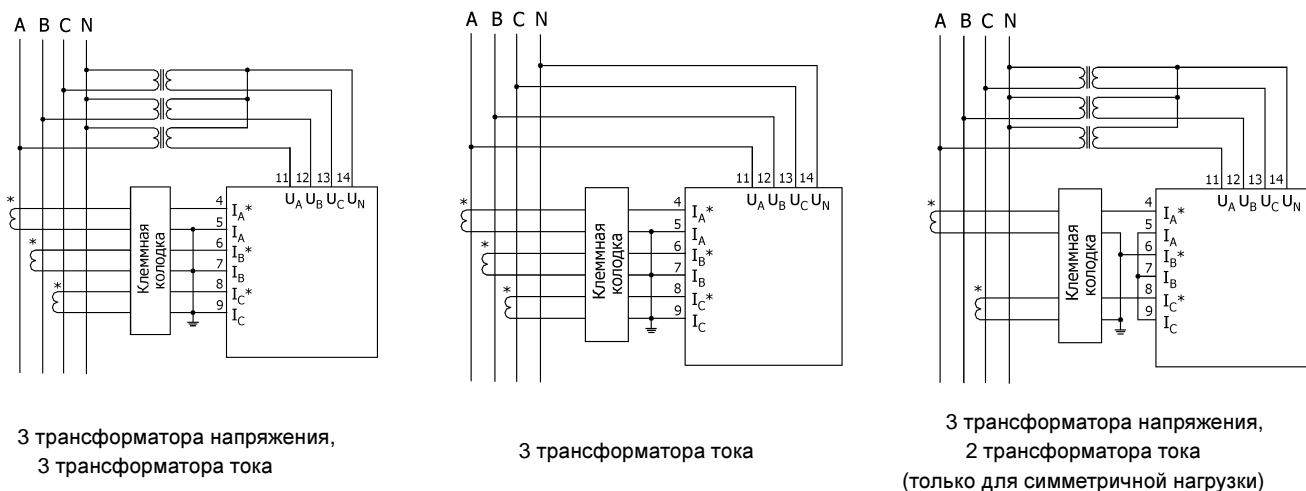 A B C N
11 12 13 14
U_A U_B U_C U_N
* 4 I_A*
5 I_A
* 6 I_B*
7 I_B
* 8 I_C*
9 I_C
Клеммная
колодка
3 трансформатора напряжения,
3 трансформатора тока
A B C N
11 12 13 14
U_A U_B U_C U_N
* 4 I_A*
5 I_A
* 6 I_B*
7 I_B
* 8 I_C*
9 I_C
Клеммная
колодка
3 трансформатора тока
A B C N
11 12 13 14
U_A U_B U_C U_N
* 4 I_A*
5 I_A
6 I_B*
7 I_B
* 8 I_C*
9 I_C
Клеммная
колодка
3 трансформатора напряжения,
2 трансформатора тока
(только для симметричной нагрузки)